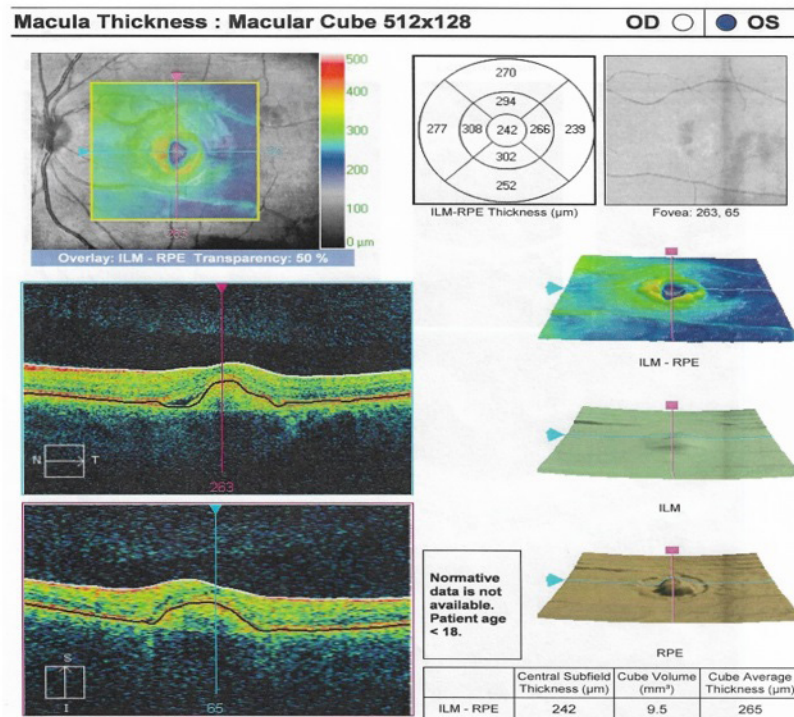 Macula Thickness : Macular Cube 512x128
OD OS
500
400
300
200
100
0 µm
Overlay: ILM - RPE Transparency: 50 %
270
294
277 308 242 266 239
302
252
ILM-RPE Thickness (µm)
Fovea: 263, 65
ILM - RPE
N T
263
ILM
Normative
data is not
available.
Patient age
< 18.
RPE
S
I
65
Central Subfield Thickness (µm) Cube Volume (mm³) Cube Average Thickness (µm)
ILM - RPE 242 9.5 265